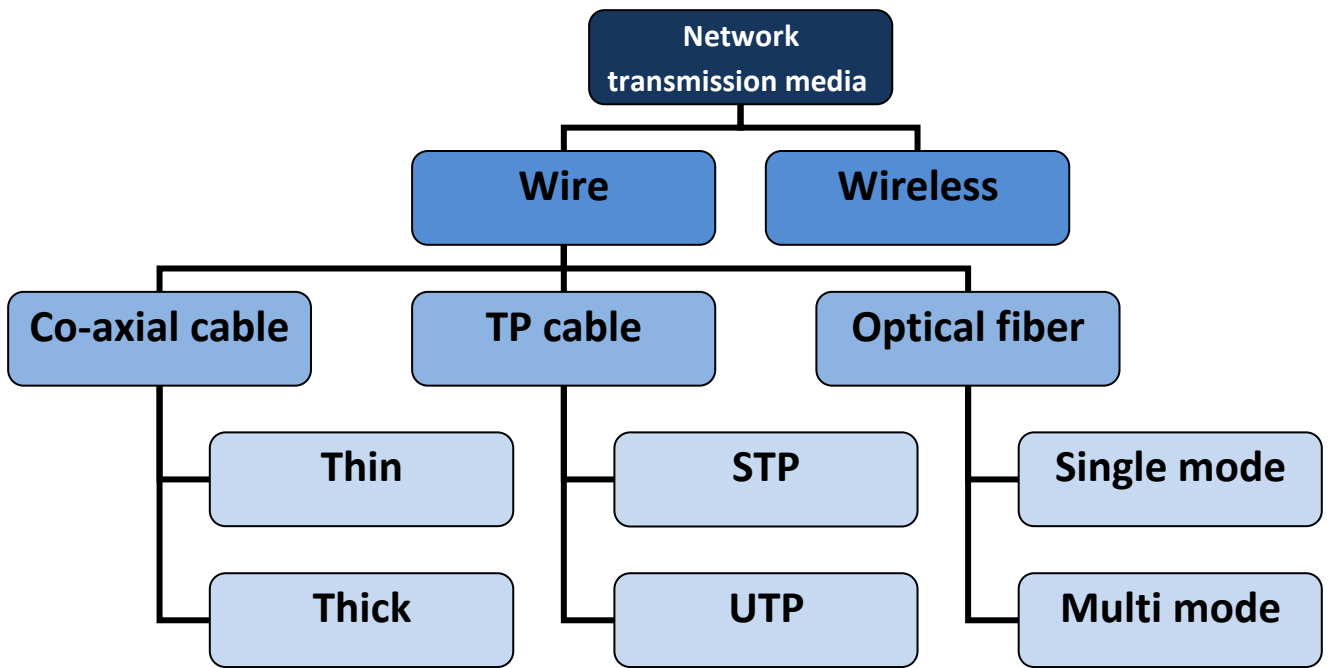 Network
transmission media
Wire
Wireless
Co-axial cable
TP cable
Optical fiber
Thin
STP
Single mode
Thick
UTP
Multi mode